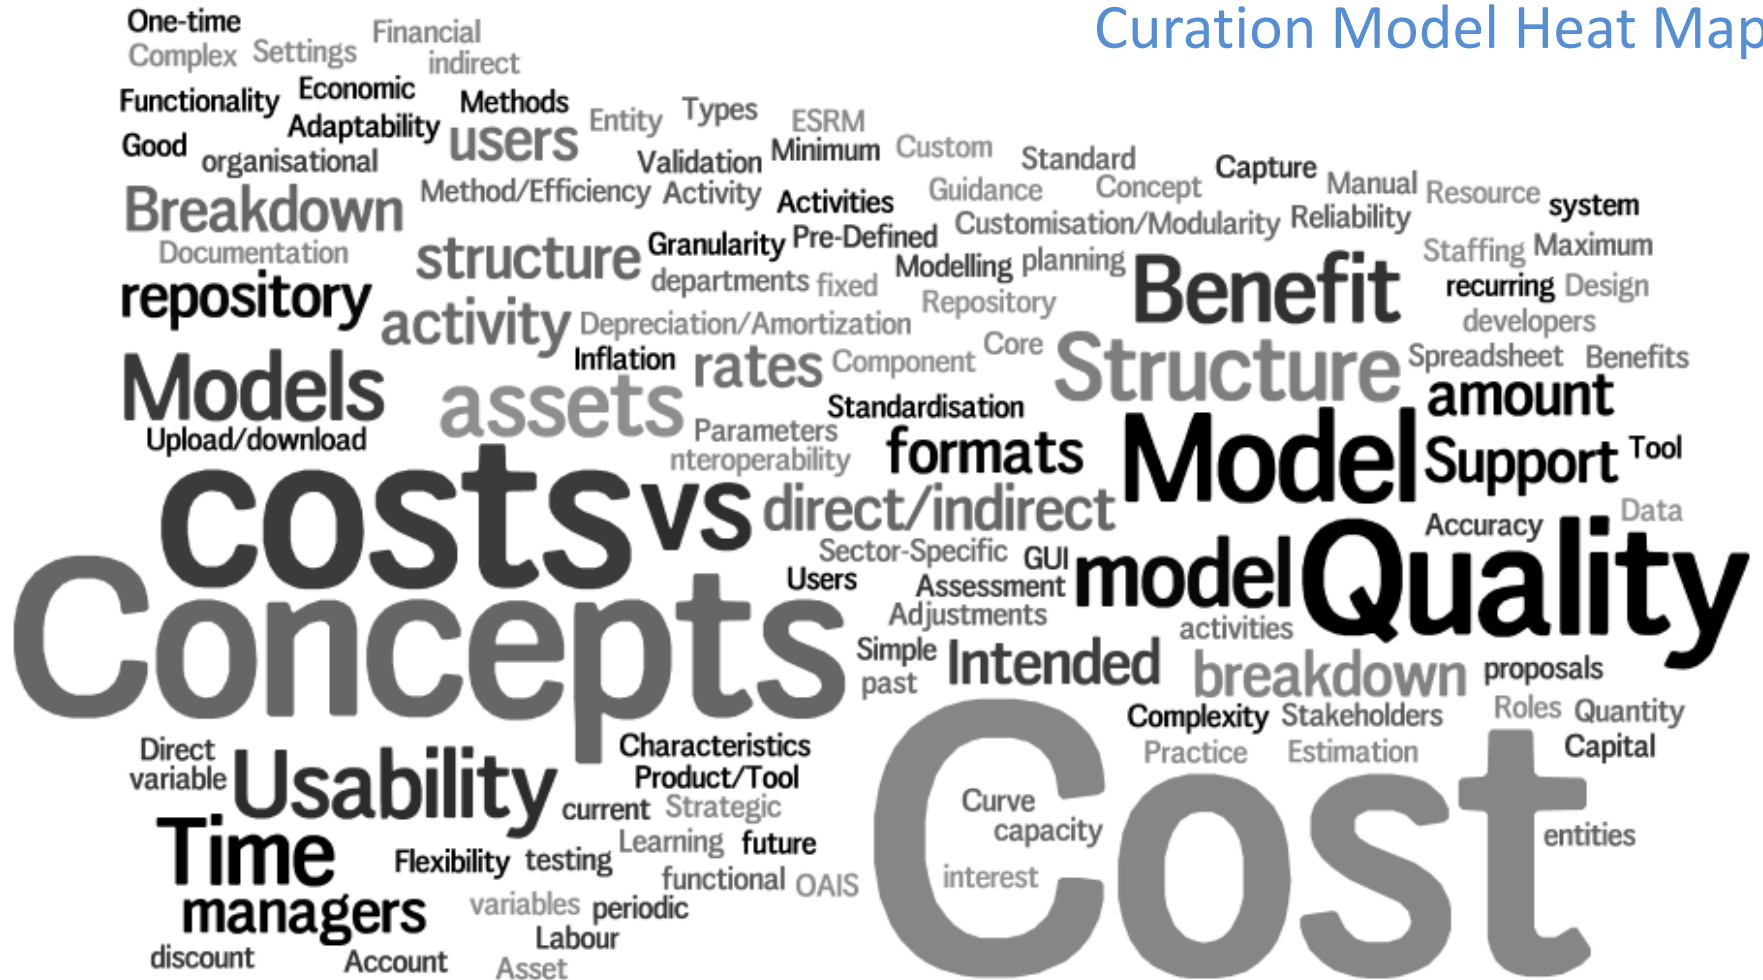 Curation Model Heat Map
One-time
Financial
Complex Settings
indirect
Economic
Functionality
Methods
Types
Entity
ESRM
Adaptability
users
Good
organisational
Validation
Minimum
Custom
Standard
Capture
Manual
Resource
system
Method/Efficiency
Activity
Activities
Guidance
Concept
Breakdown
Customisation/Modularity
Reliability
Documentation
structure
Granularity
Pre-Defined
Staffing
Maximum
Modelling
planning
Benefit
repository
departments
fixed
recurring
Design
Repository
developers
activity
Depreciation/Amortization
Core
Structure
Spreadsheet
Benefits
Inflation
rates
Component
Models
assets
amount
Standardisation
Upload/download
Parameters
nteroperability
formats
Model
Support
Tool
costs
vs
direct/indirect
Data
Accuracy
Sector-Specific
GUI
Users
Assessment
model
Quality
Concepts
Adjustments
activities
Simple
past
Intended
breakdown
proposals
Complexity
Stakeholders
Roles
Quantity
Direct
variable
Usability
Characteristics
Product/Tool
Practice
Estimation
Capital
current
Strategic
Cost
Curve
capacity
entities
Time
Learning
future
Flexibility
testing
functional
OAIS
interest
managers
variables
periodic
Labour
discount
Account
Asset